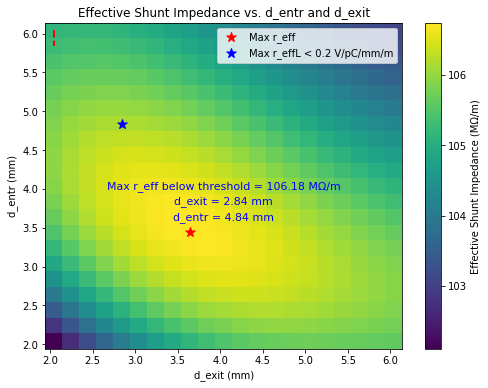 Effective Shunt Impedance vs. d_entr and d_exit
Max r_eff
Max r_effL < 0.2 V/pC/mm/m
Max r_eff below threshold = 106.18 MΩ/m
d_exit = 2.84 mm
d_entr = 4.84 mm
d_entr (mm)
6.0
5.5
5.0
4.5
4.0
3.5
3.0
2.5
2.0
2.0 2.5 3.0 3.5 4.0 4.5 5.0 5.5 6.0
d_exit (mm)
106
105
104
103
Effective Shunt Impedance (MΩ/m)